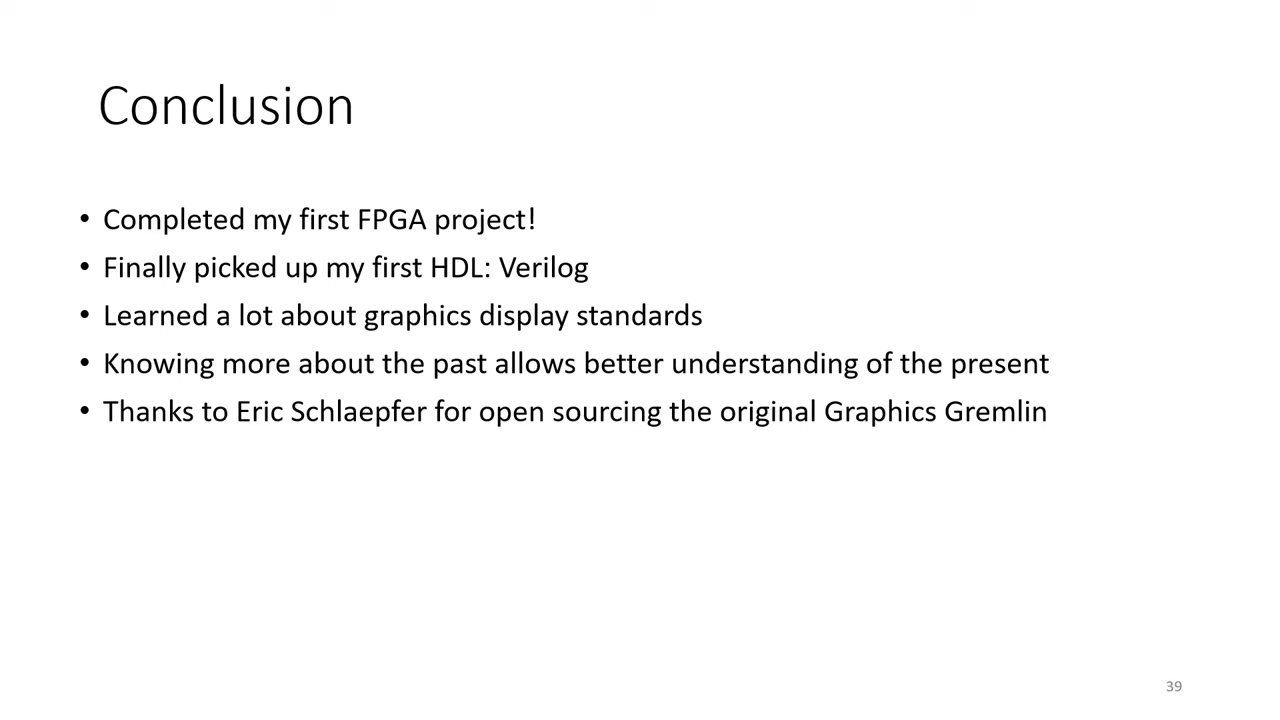 Conclusion
• Completed my first FPGA project!
• Finally picked up my first HDL: Verilog
• Learned a lot about graphics display standards
• Knowing more about the past allows better understanding of the present
• Thanks to Eric Schlaepfer for open sourcing the original Graphics Gremlin
39